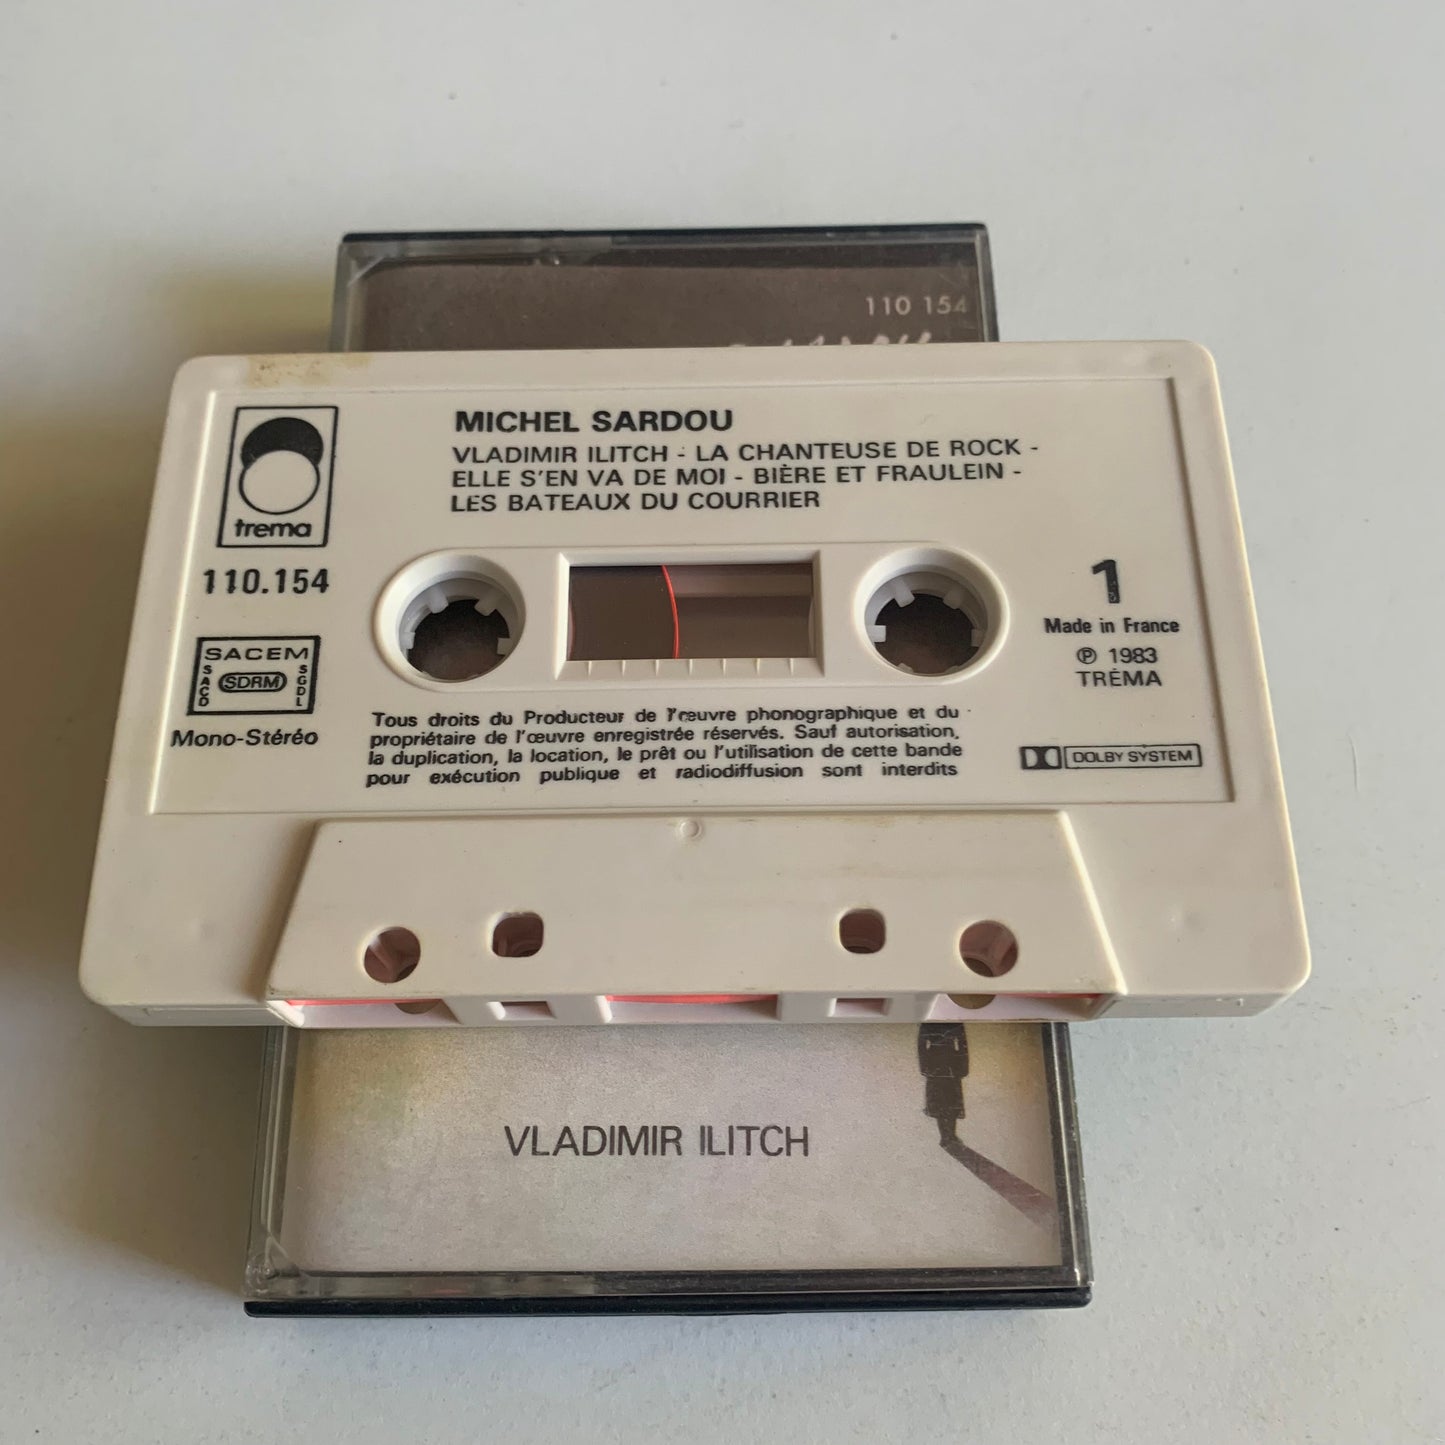 110 154
MICHEL SARDOU
VLADIMIR ILITCH - LA CHANTEUSE DE ROCK -
ELLE S'EN VA DE MOI - BIÈRE ET FRAULEIN -
LES BATEAUX DU COURRIER
trema
110.154
SACEM
SACD
SDRM
SGDL
Mono-Stéréo
1
Made in France
℗ 1983
TRÉMA
Tous droits du Producteur de l'œuvre phonographique et du
propriétaire de l'œuvre enregistrée réservés. Sauf autorisation,
la duplication, la location, le prêt ou l'utilisation de cette bande
pour exécution publique et radiodiffusion sont interdits
DOLBY SYSTEM
VLADIMIR ILITCH